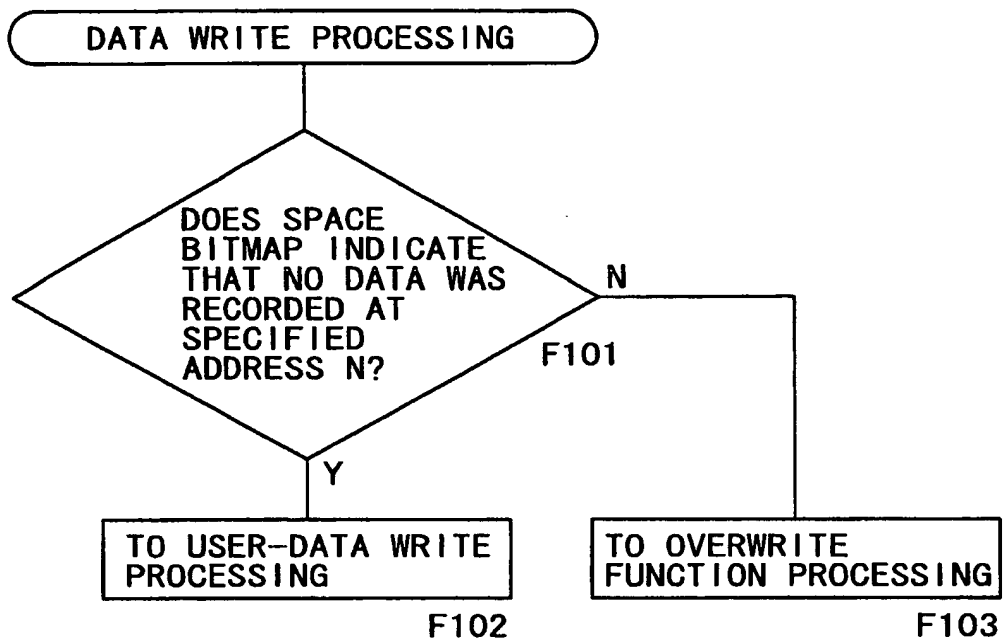 DATA WRITE PROCESSING
DOES SPACE
BITMAP INDICATE
THAT NO DATA WAS
RECORDED AT
SPECIFIED
ADDRESS N?
N
F101
Y
TO USER-DATA WRITE
PROCESSING
F102
TO OVERWRITE
FUNCTION PROCESSING
F103